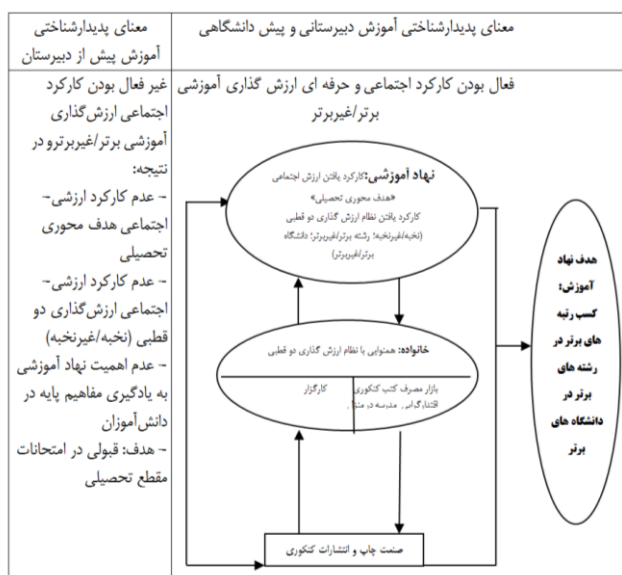 معنای پدیدارشناختی آموزش دبیرستانی و پیش دانشگاهی
معنای پدیدارشناختی
آموزش پیش از دبیرستان
فعال بودن کارکرد اجتماعی و حرفه ای ارزش گذاری آموزشی
برتر/غیربرتر
نهاد آموزشی:کارکرد یافتن ارزش اجتماعی
«هدف محوری تحصیلی»
کارکرد یافتن نظام ارزش گذاری دو قطبی
(نخبه/غیرنخبه؛ رشته برتر/غیربرتر؛ دانشگاه
برتر/غیربرتر)
خانواده: همنوایی با نظام ارزش گذاری دو قطبی
بازار مصرف کتب کنکوری
کارگزار
مدرسه در
صنعت چاپ و انتشارات کنکوری
هدف نهاد
آموزش:
کسب رتبه
های برتر در
رشته های
برتر در
دانشگاه های
برتر
غیر فعال بودن کارکرد
اجتماعی ارزش‌گذاری
آموزشی برتر/غیربرترو در
نتیجه:
- عدم کارکرد ارزشی-
اجتماعی هدف محوری
تحصیلی
- عدم کارکرد ارزشی-
اجتماعی ارزش‌گذاری دو
قطبی (نخبه/غیرنخبه)
- عدم اهمیت نهاد آموزشی
به یادگیری مفاهیم پایه در
دانش‌آموزان
- هدف: قبولی در امتحانات
مقطع تحصیلی